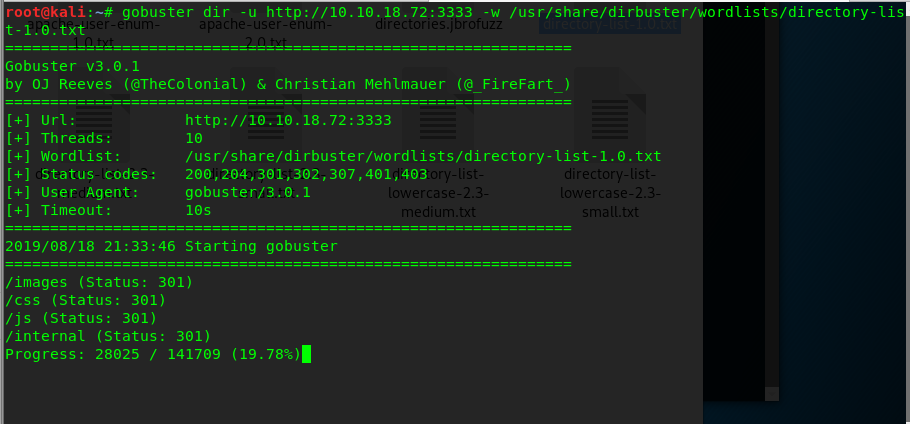 root@kali:~# gobuster dir -u http://10.10.18.72:3333 -w /usr/share/dirbuster/wordlists/directory-lis
t-1.0.txt
===============================================================
Gobuster v3.0.1
by OJ Reeves (@TheColonial) & Christian Mehlmauer (@_FireFart_)
===============================================================
[+] Url:            http://10.10.18.72:3333
[+] Threads:        10
[+] Wordlist:       /usr/share/dirbuster/wordlists/directory-list-1.0.txt
[+] Status codes:   200,204,301,302,307,401,403
[+] User Agent:     gobuster/3.0.1
[+] Timeout:        10s
===============================================================
2019/08/18 21:33:46 Starting gobuster
===============================================================
/images (Status: 301)
/css (Status: 301)
/js (Status: 301)
/internal (Status: 301)
Progress: 28025 / 141709 (19.78%)
apache-user-enum-
1.0.txt
apache-user-enum-
2.0.txt
directories.jbrofuzz
directory-list-1.0.txt
directory-list-
lowercase-2.3-
medium.txt
directory-list-
lowercase-2.3-
small.txt